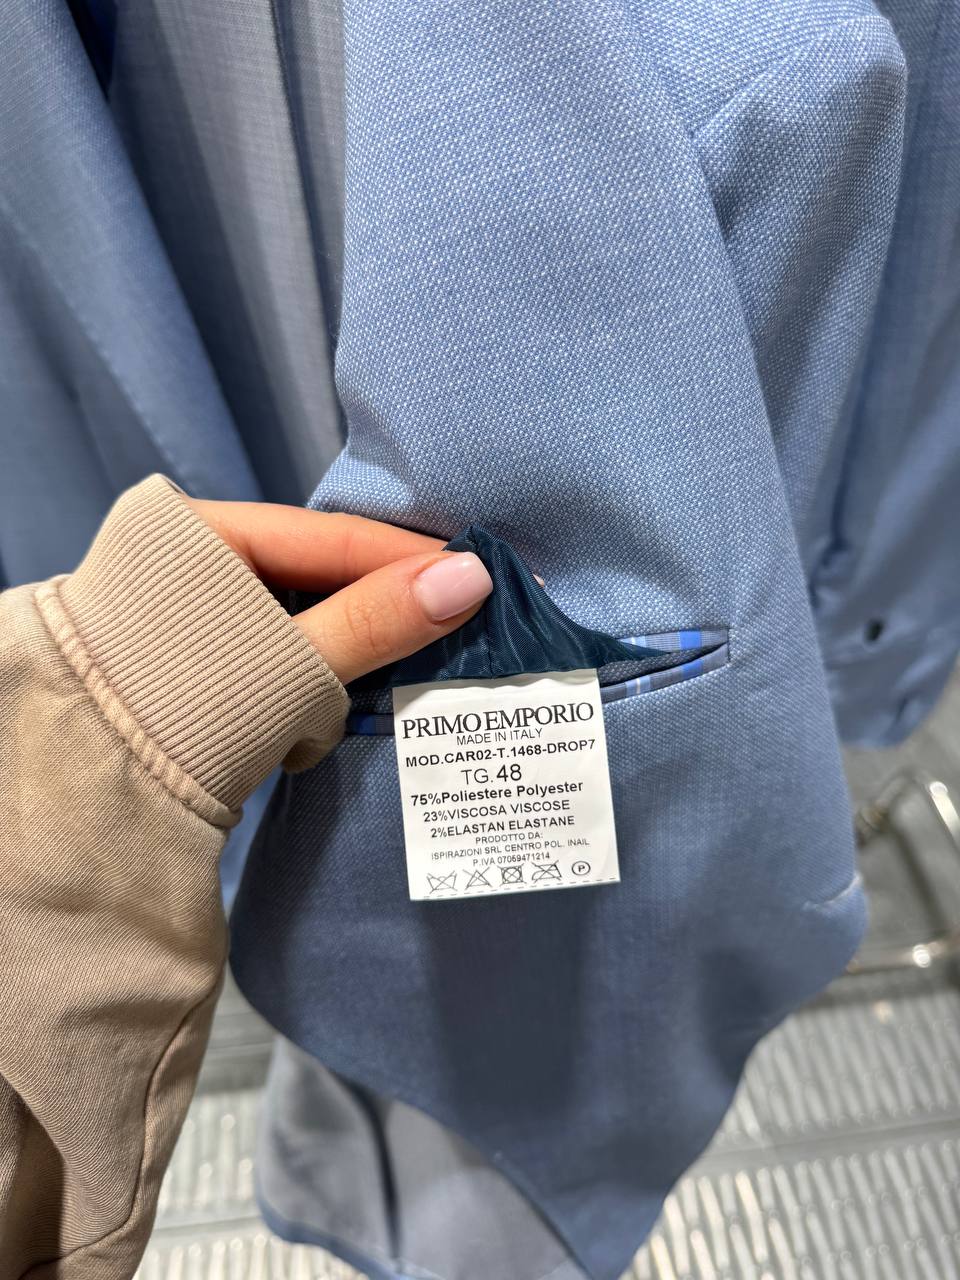 PRIMO EMPORIO
MADE IN ITALY
MOD.CAR02-T.1468-DROP7
TG.48
75%Poliestere Polyester
23%VISCOSA VISCOSE
2%ELASTAN ELASTANE
PRODOTTO DA:
ISPIRAZIONI SRL CENTRO POL. INAIL
P.IVA 07059471214
P